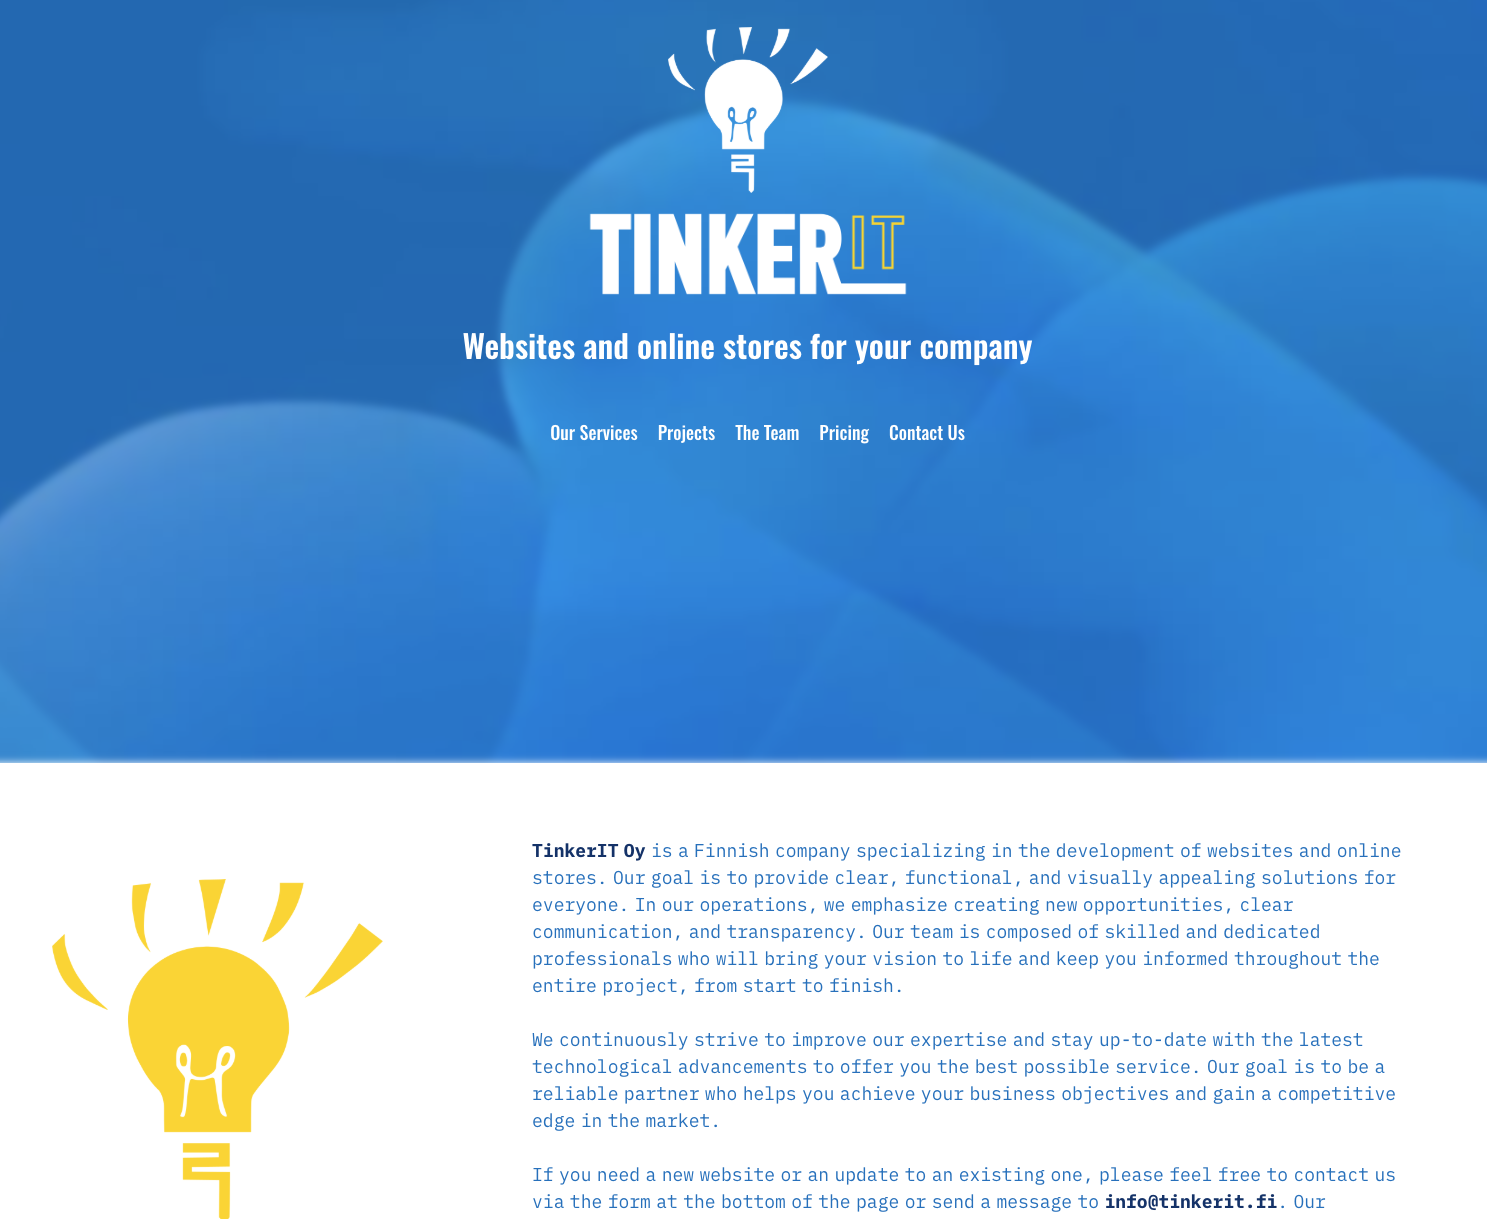 TINKERIT
Websites and online stores for your company
Our Services Projects The Team Pricing Contact Us
TinkerIT Oy is a Finnish company specializing in the development of websites and online
stores. Our goal is to provide clear, functional, and visually appealing solutions for
everyone. In our operations, we emphasize creating new opportunities, clear
communication, and transparency. Our team is composed of skilled and dedicated
professionals who will bring your vision to life and keep you informed throughout the
entire project, from start to finish.
We continuously strive to improve our expertise and stay up-to-date with the latest
technological advancements to offer you the best possible service. Our goal is to be a
reliable partner who helps you achieve your business objectives and gain a competitive
edge in the market.
If you need a new website or an update to an existing one, please feel free to contact us
via the form at the bottom of the page or send a message to info@tinkerit.fi. Our